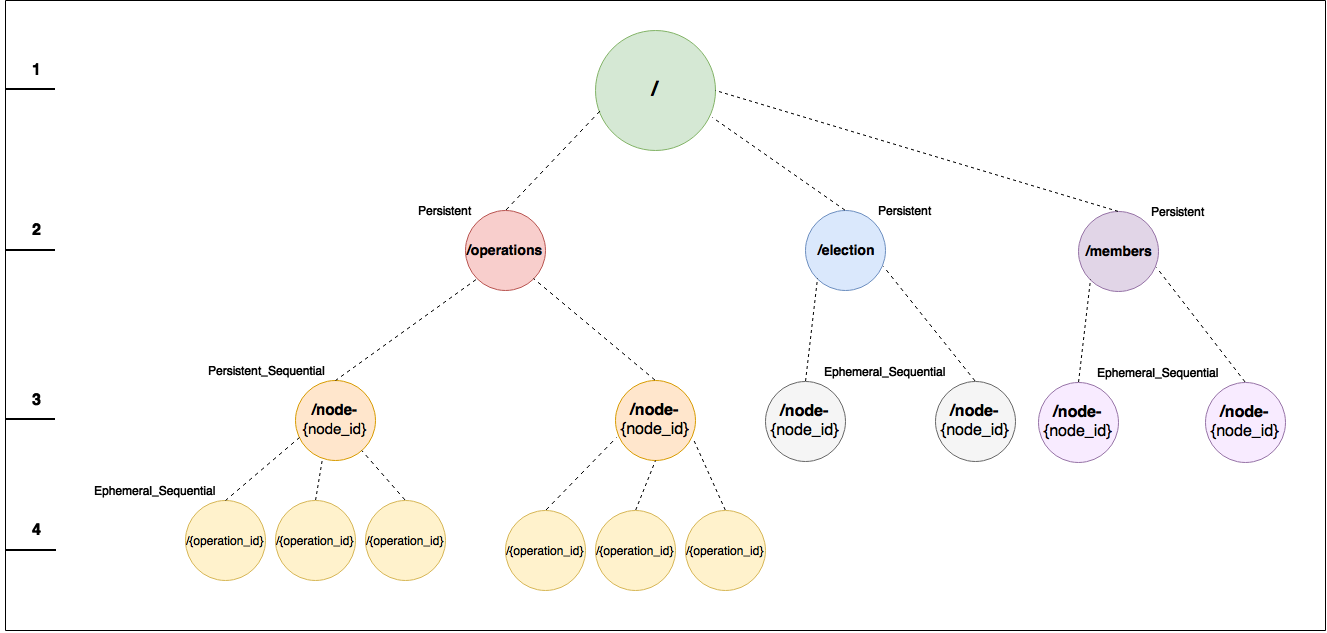 1
/
Persistent
Persistent
Persistent
2
/operations
/election
/members
Persistent_Sequential
Ephemeral_Sequential
Ephemeral_Sequential
3
/node-
{node_id}
/node-
{node_id}
/node-
{node_id}
/node-
{node_id}
/node-
{node_id}
/node-
{node_id}
Ephemeral_Sequential
4
/{operation_id}
/{operation_id}
/{operation_id}
/{operation_id}
/{operation_id}
/{operation_id}